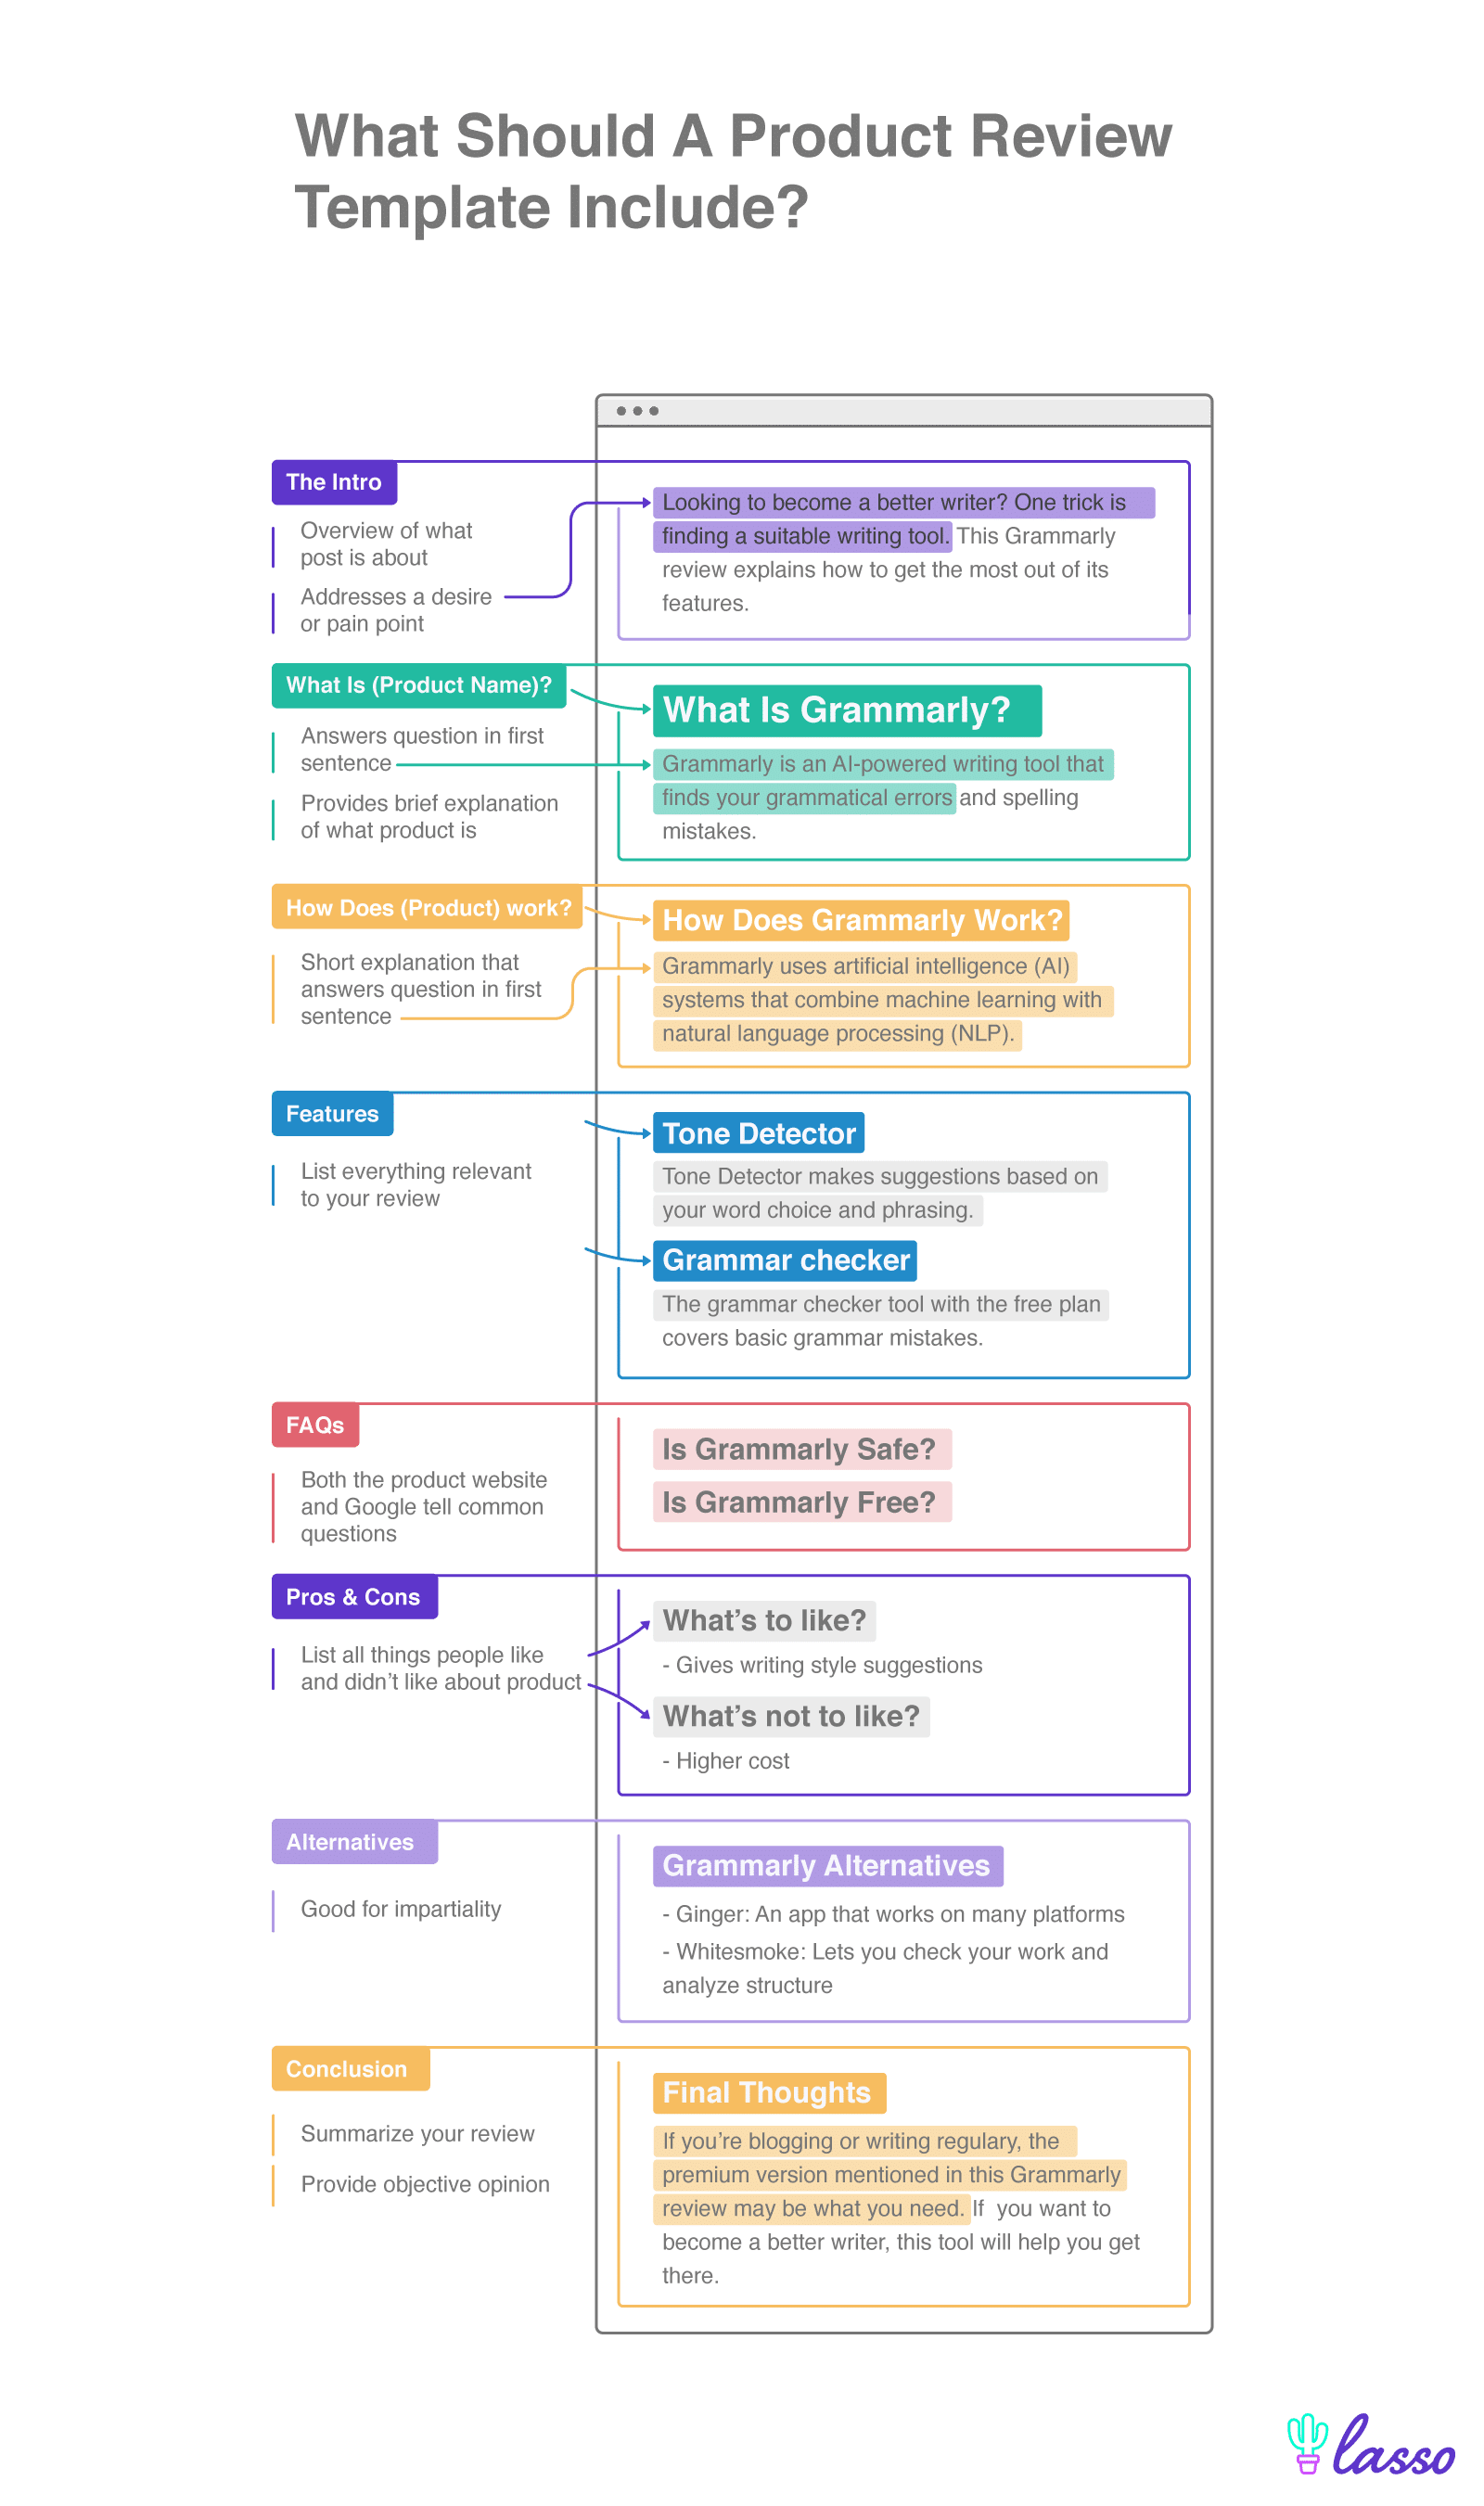 What Should A Product Review
Template Include?
The Intro
Overview of what
post is about
Addresses a desire
or pain point
Looking to become a better writer? One trick is
finding a suitable writing tool. This Grammarly
review explains how to get the most out of its
features.
What Is (Product Name)?
Answers question in first
sentence
Provides brief explanation
of what product is
What Is Grammarly?
Grammarly is an AI-powered writing tool that
finds your grammatical errors and spelling
mistakes.
How Does (Product) work?
Short explanation that
answers question in first
sentence
How Does Grammarly Work?
Grammarly uses artificial intelligence (AI)
systems that combine machine learning with
natural language processing (NLP).
Features
List everything relevant
to your review
Tone Detector
Tone Detector makes suggestions based on
your word choice and phrasing.
Grammar checker
The grammar checker tool with the free plan
covers basic grammar mistakes.
FAQs
Both the product website
and Google tell common
questions
Is Grammarly Safe?
Is Grammarly Free?
Pros & Cons
List all things people like
and didn’t like about product
What’s to like?
- Gives writing style suggestions
What’s not to like?
- Higher cost
Alternatives
Good for impartiality
Grammarly Alternatives
- Ginger: An app that works on many platforms
- Whitesmoke: Lets you check your work and
analyze structure
Conclusion
Summarize your review
Provide objective opinion
Final Thoughts
If you’re blogging or writing regulary, the
premium version mentioned in this Grammarly
review may be what you need. If you want to
become a better writer, this tool will help you get
there.
lasso